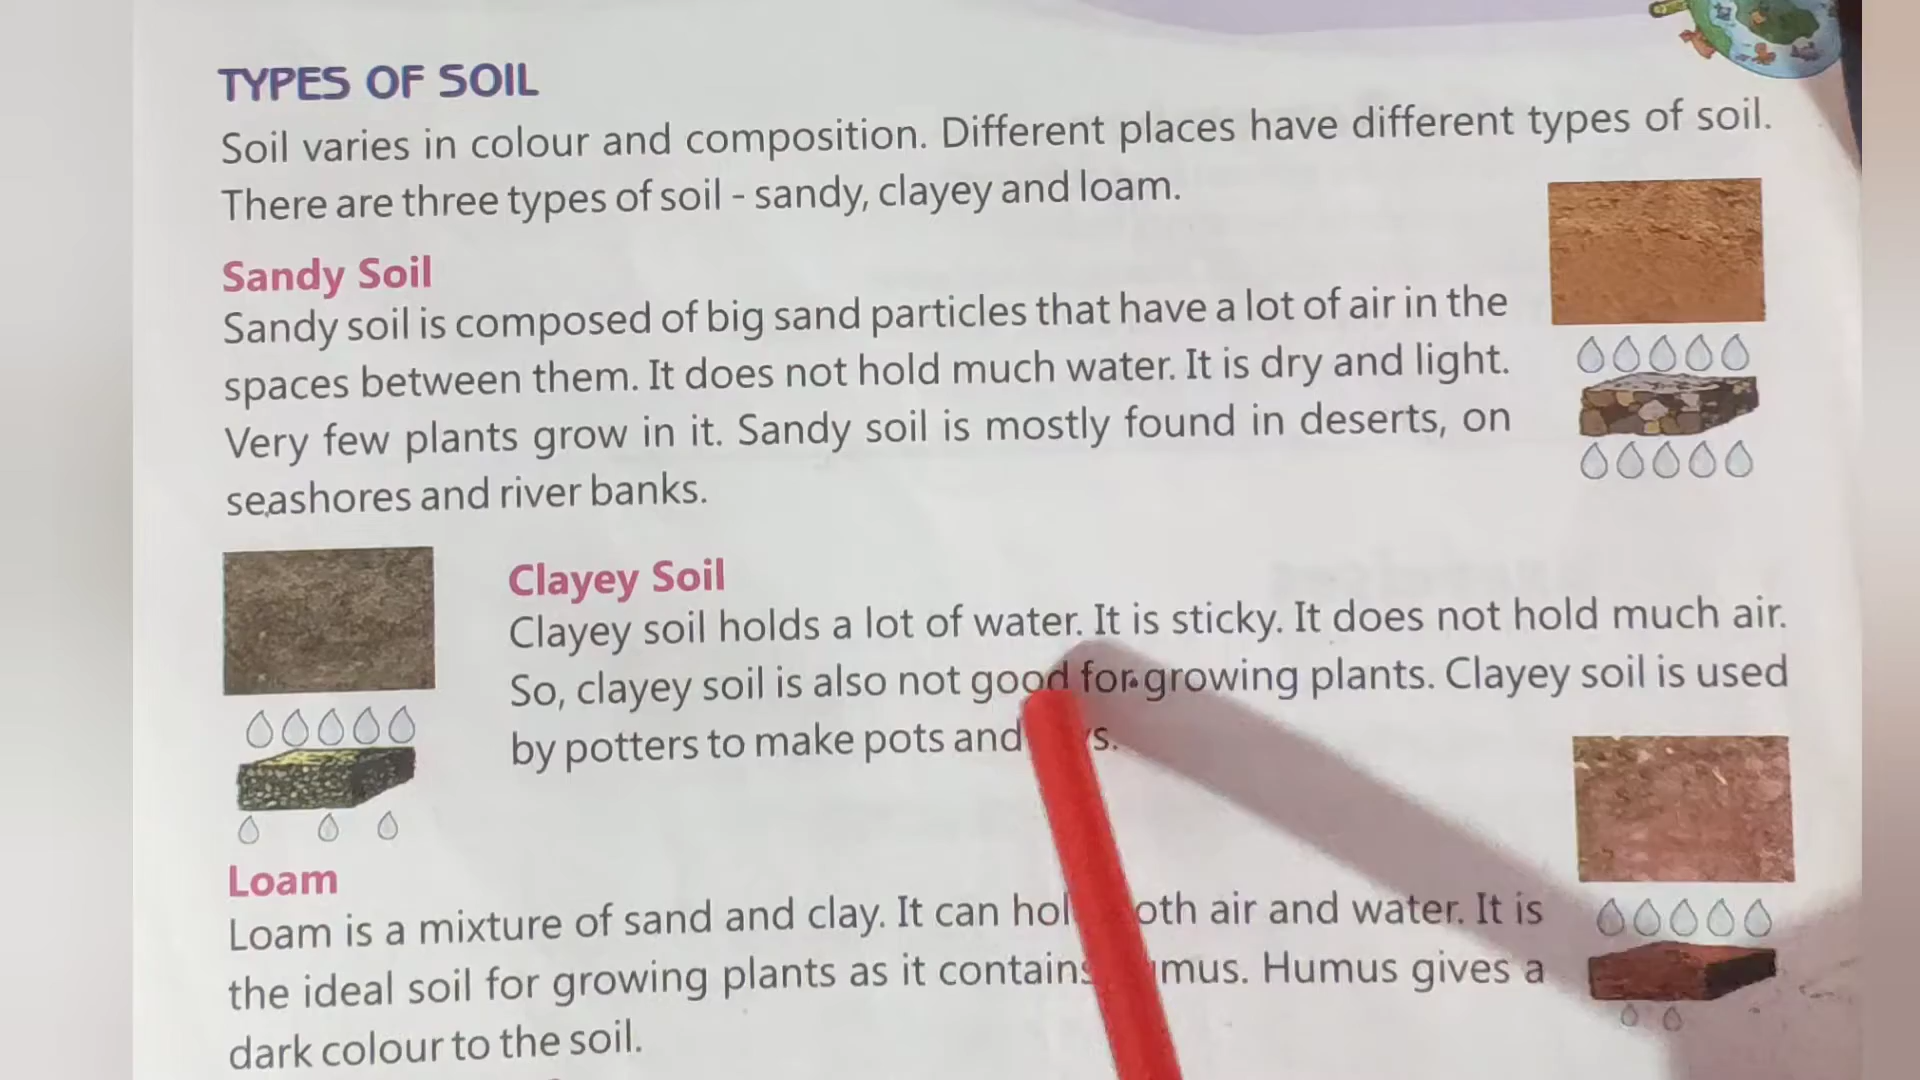 TYPES OF SOIL
Soil varies in colour and composition. Different places have different types of soil.
There are three types of soil - sandy, clayey and loam.
Sandy Soil
Sandy soil is composed of big sand particles that have a lot of air in the
spaces between them. It does not hold much water. It is dry and light.
Very few plants grow in it. Sandy soil is mostly found in deserts, on
seashores and river banks.
Clayey Soil
Clayey soil holds a lot of water. It is sticky. It does not hold much air.
So, clayey soil is also not good for growing plants. Clayey soil is used
by potters to make pots and
Loam
Loam is a mixture of sand and clay. It can hold both air and water. It is
the ideal soil for growing plants as it contains humus. Humus gives a
dark colour to the soil.